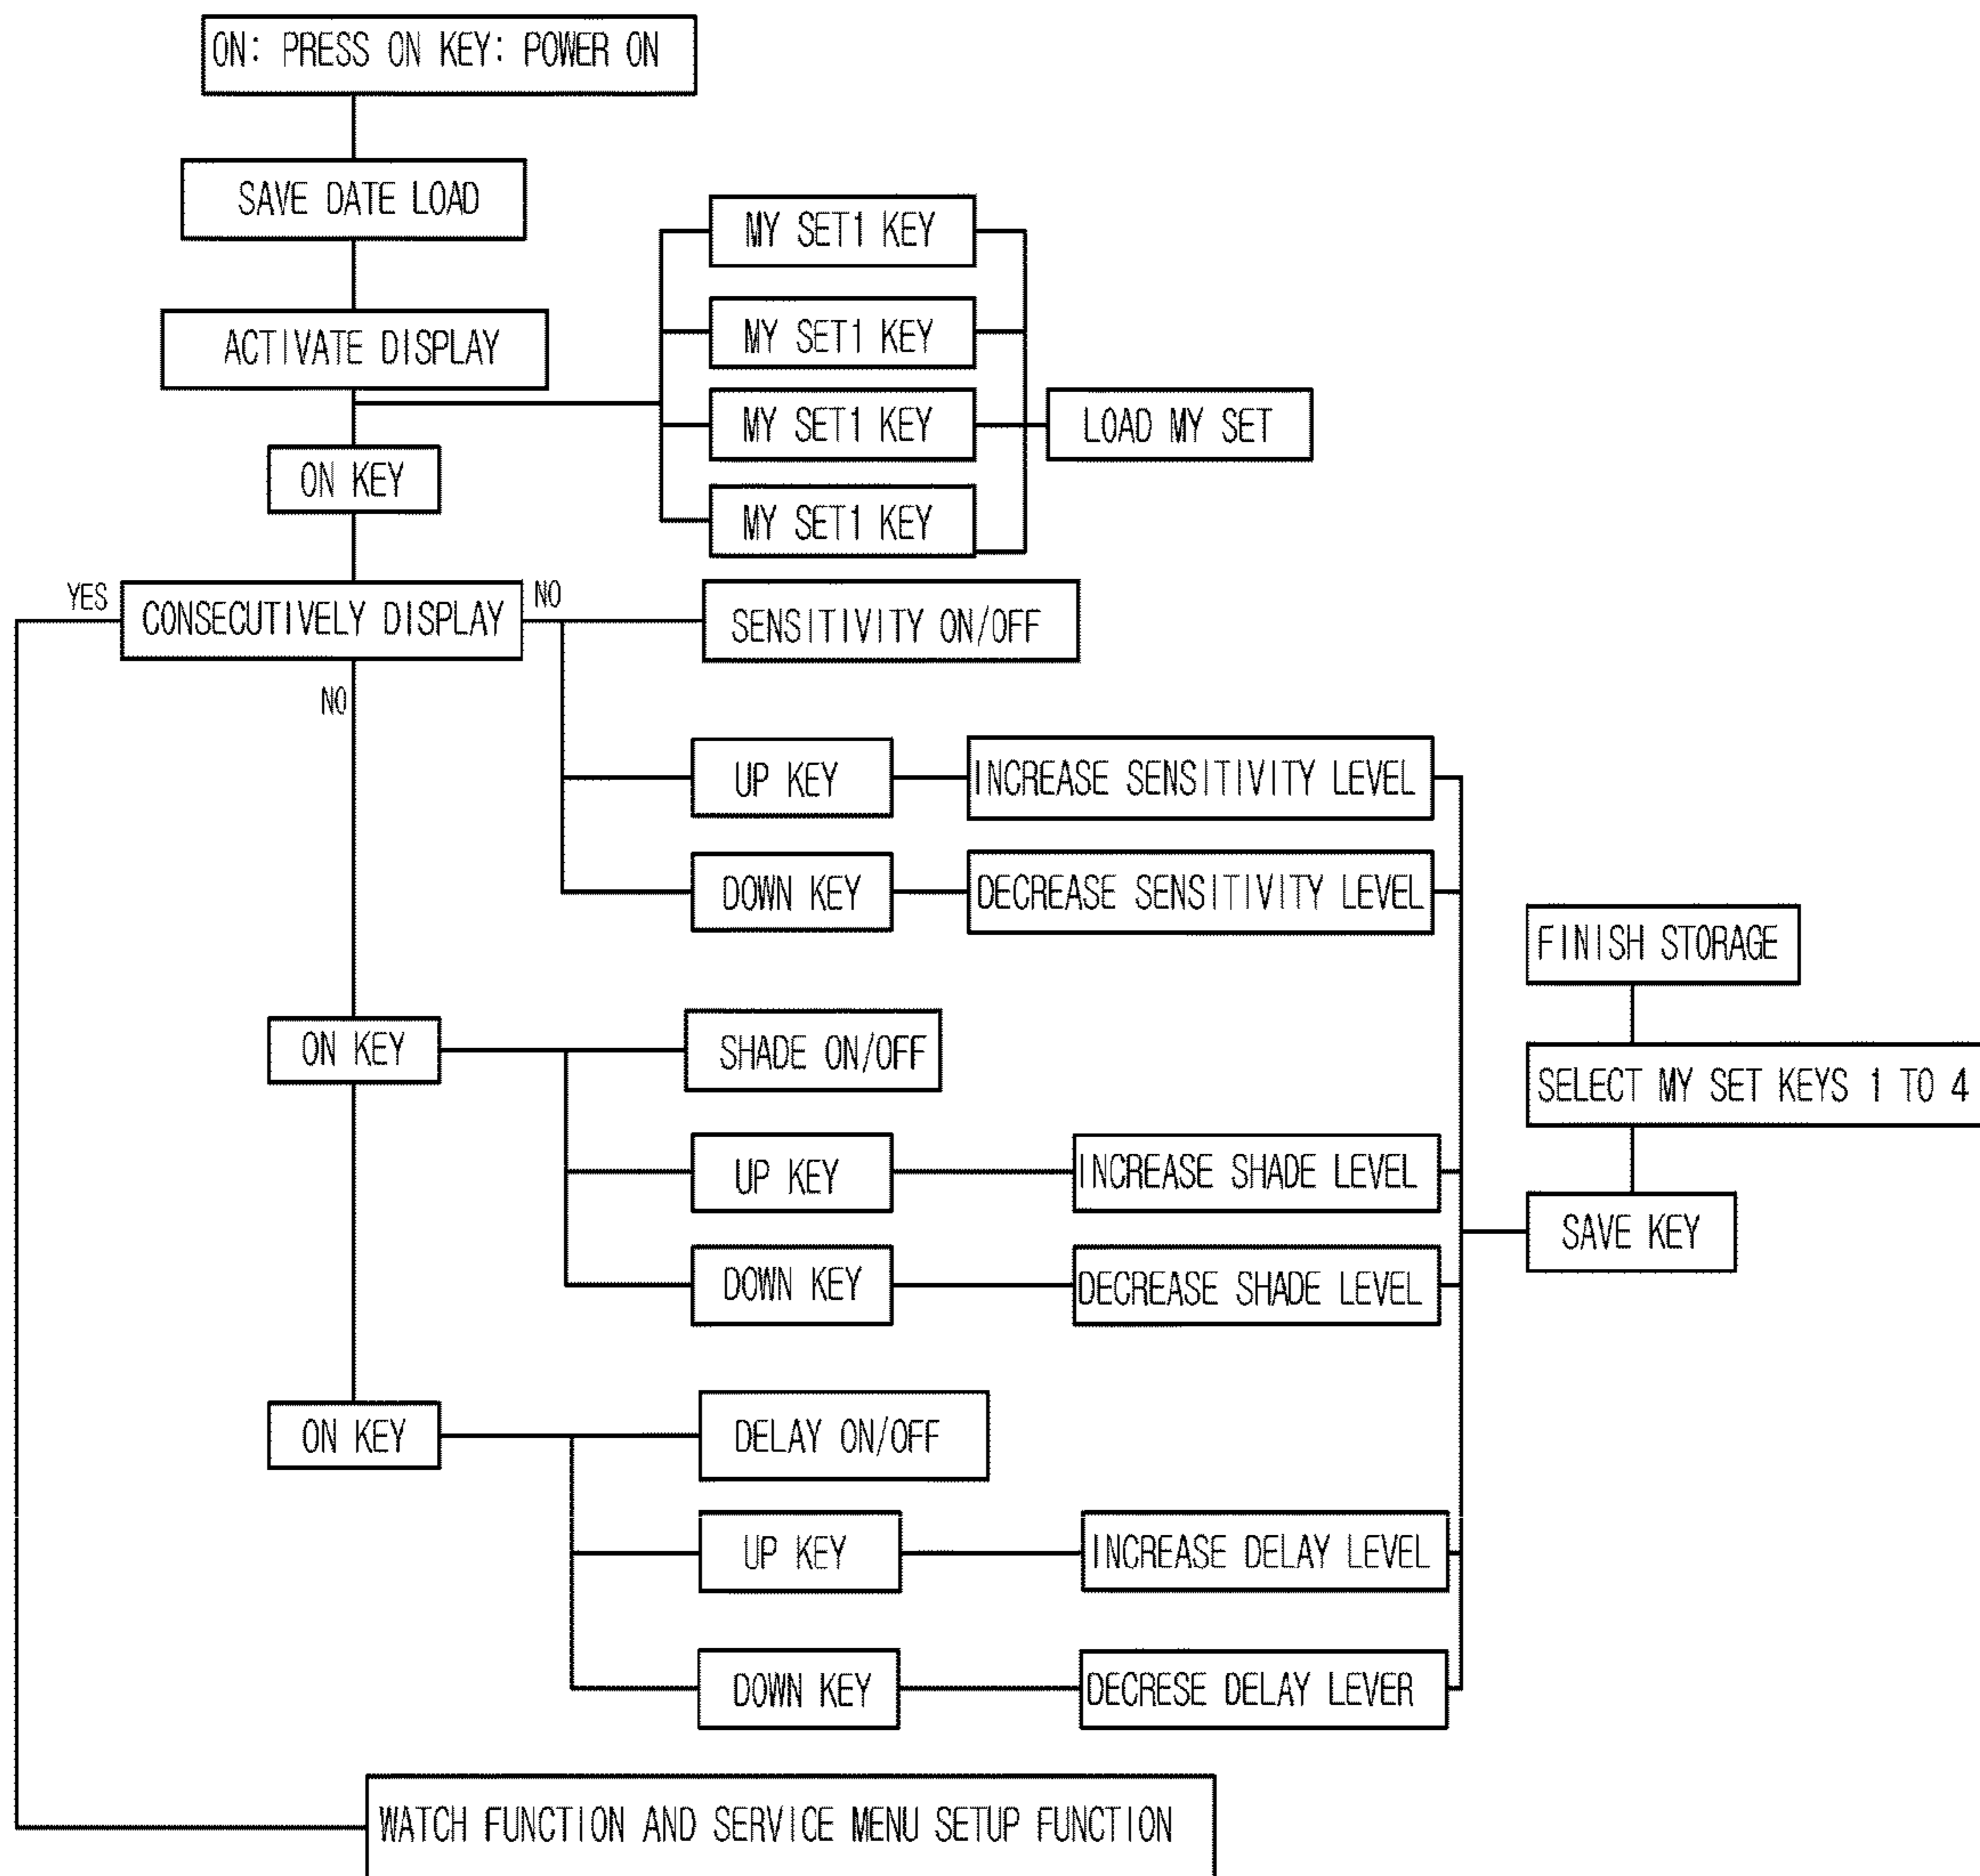 ON: PRESS ON KEY: POWER ON
SAVE DATE LOAD
MY SET1 KEY
ACTIVATE DISPLAY
MY SET1 KEY
MY SET1 KEY
LOAD MY SET
ON KEY
MY SET1 KEY
YES
CONSECUTIVELY DISPLAY
NO
SENSITIVITY ON/OFF
NO
UP KEY
INCREASE SENSITIVITY LEVEL
DOWN KEY
DECREASE SENSITIVITY LEVEL
FINISH STORAGE
ON KEY
SHADE ON/OFF
SELECT MY SET KEYS 1 TO 4
UP KEY
INCREASE SHADE LEVEL
SAVE KEY
DOWN KEY
DECREASE SHADE LEVEL
ON KEY
DELAY ON/OFF
UP KEY
INCREASE DELAY LEVEL
DOWN KEY
DECRESE DELAY LEVER
WATCH FUNCTION AND SERVICE MENU SETUP FUNCTION